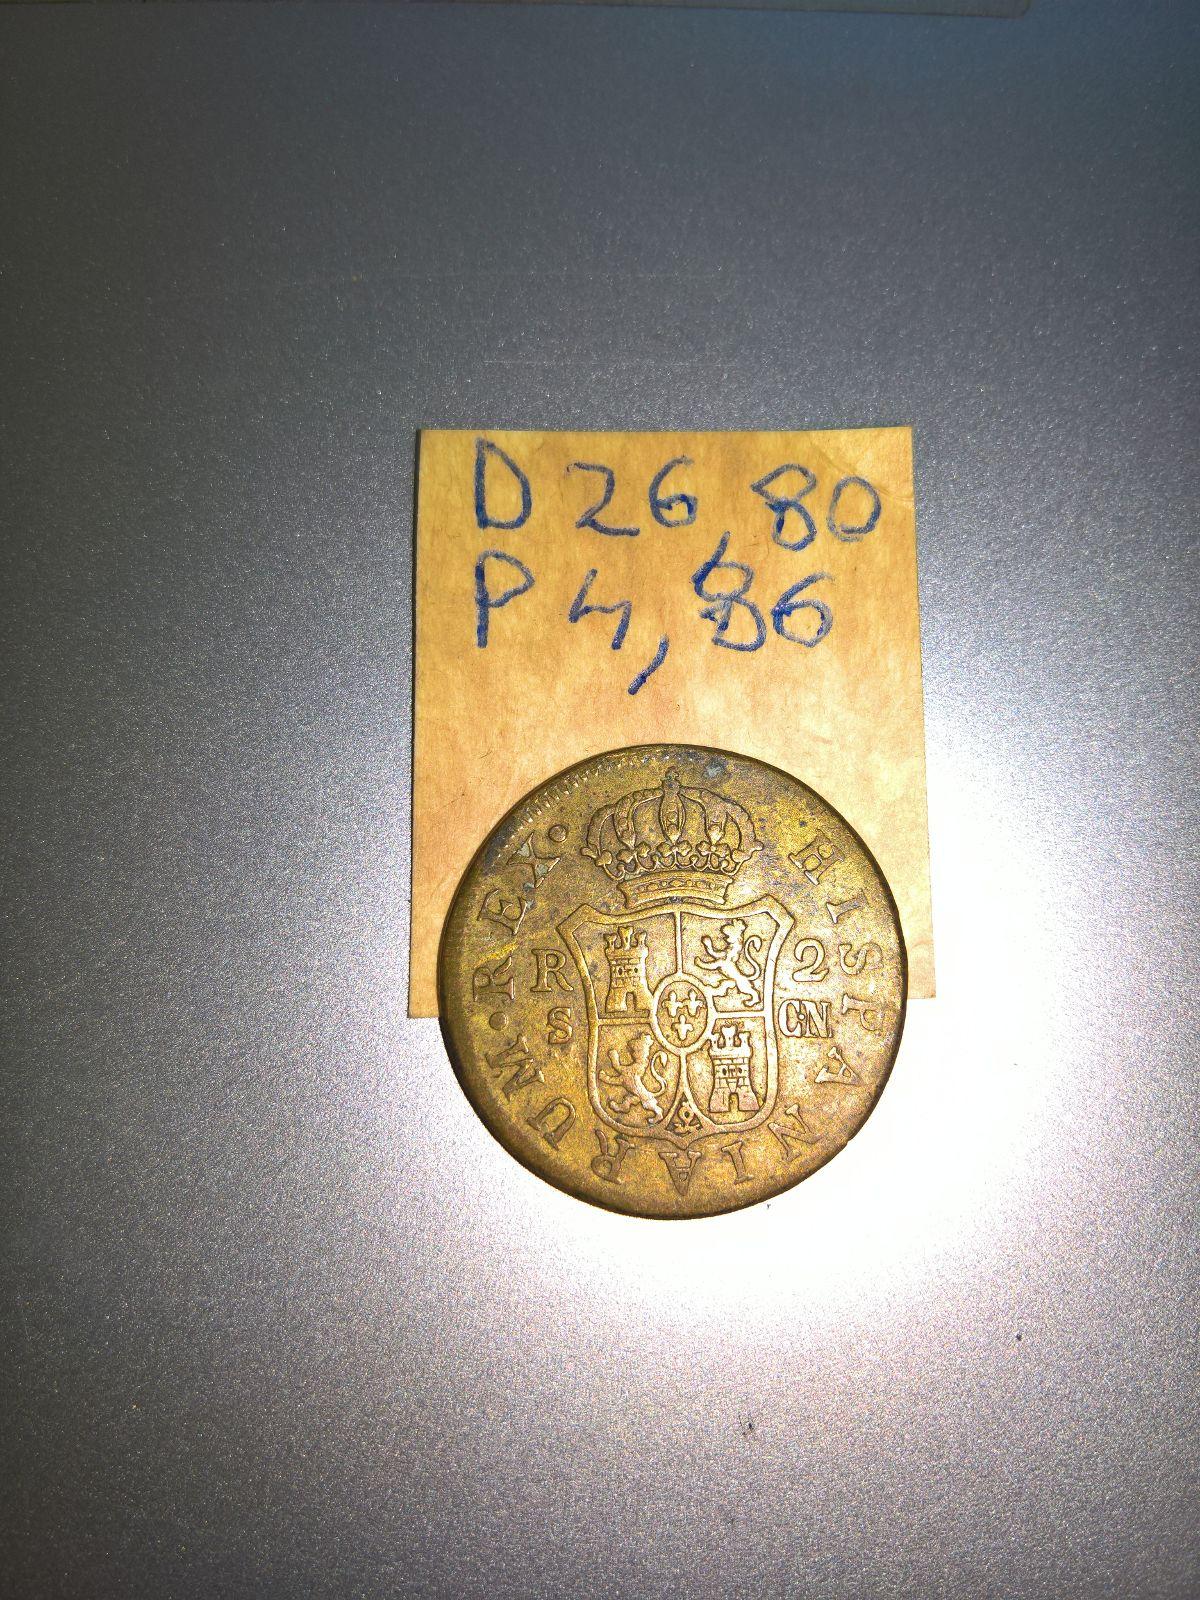 D 26,80
P 4,86
HISPANIARUM·REX·
R 2
S CN